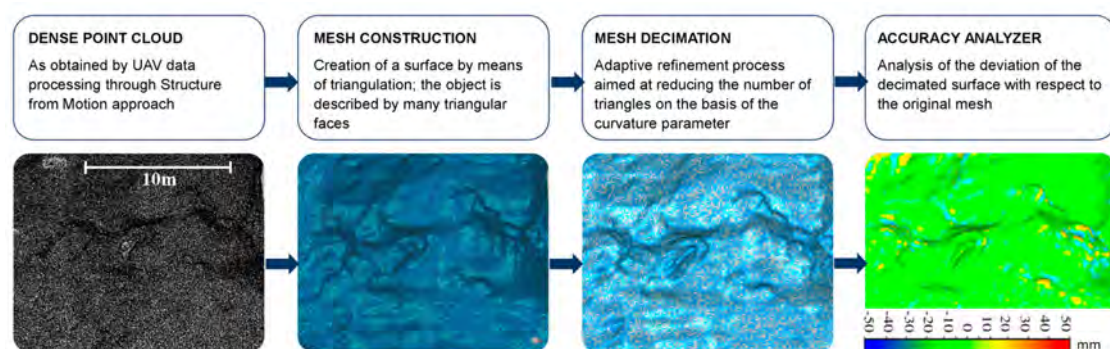 DENSE POINT CLOUD
As obtained by UAV data
processing through Structure
from Motion approach
MESH CONSTRUCTION
Creation of a surface by means
of triangulation; the object is
described by many triangular
faces
MESH DECIMATION
Adaptive refinement process
aimed at reducing the number of
triangles on the basis of the
curvature parameter
ACCURACY ANALYZER
Analysis of the deviation of the
decimated surface with respect to
the original mesh
10m
-50 -40 -30 -20 -10 0 10 20 30 40 50
mm